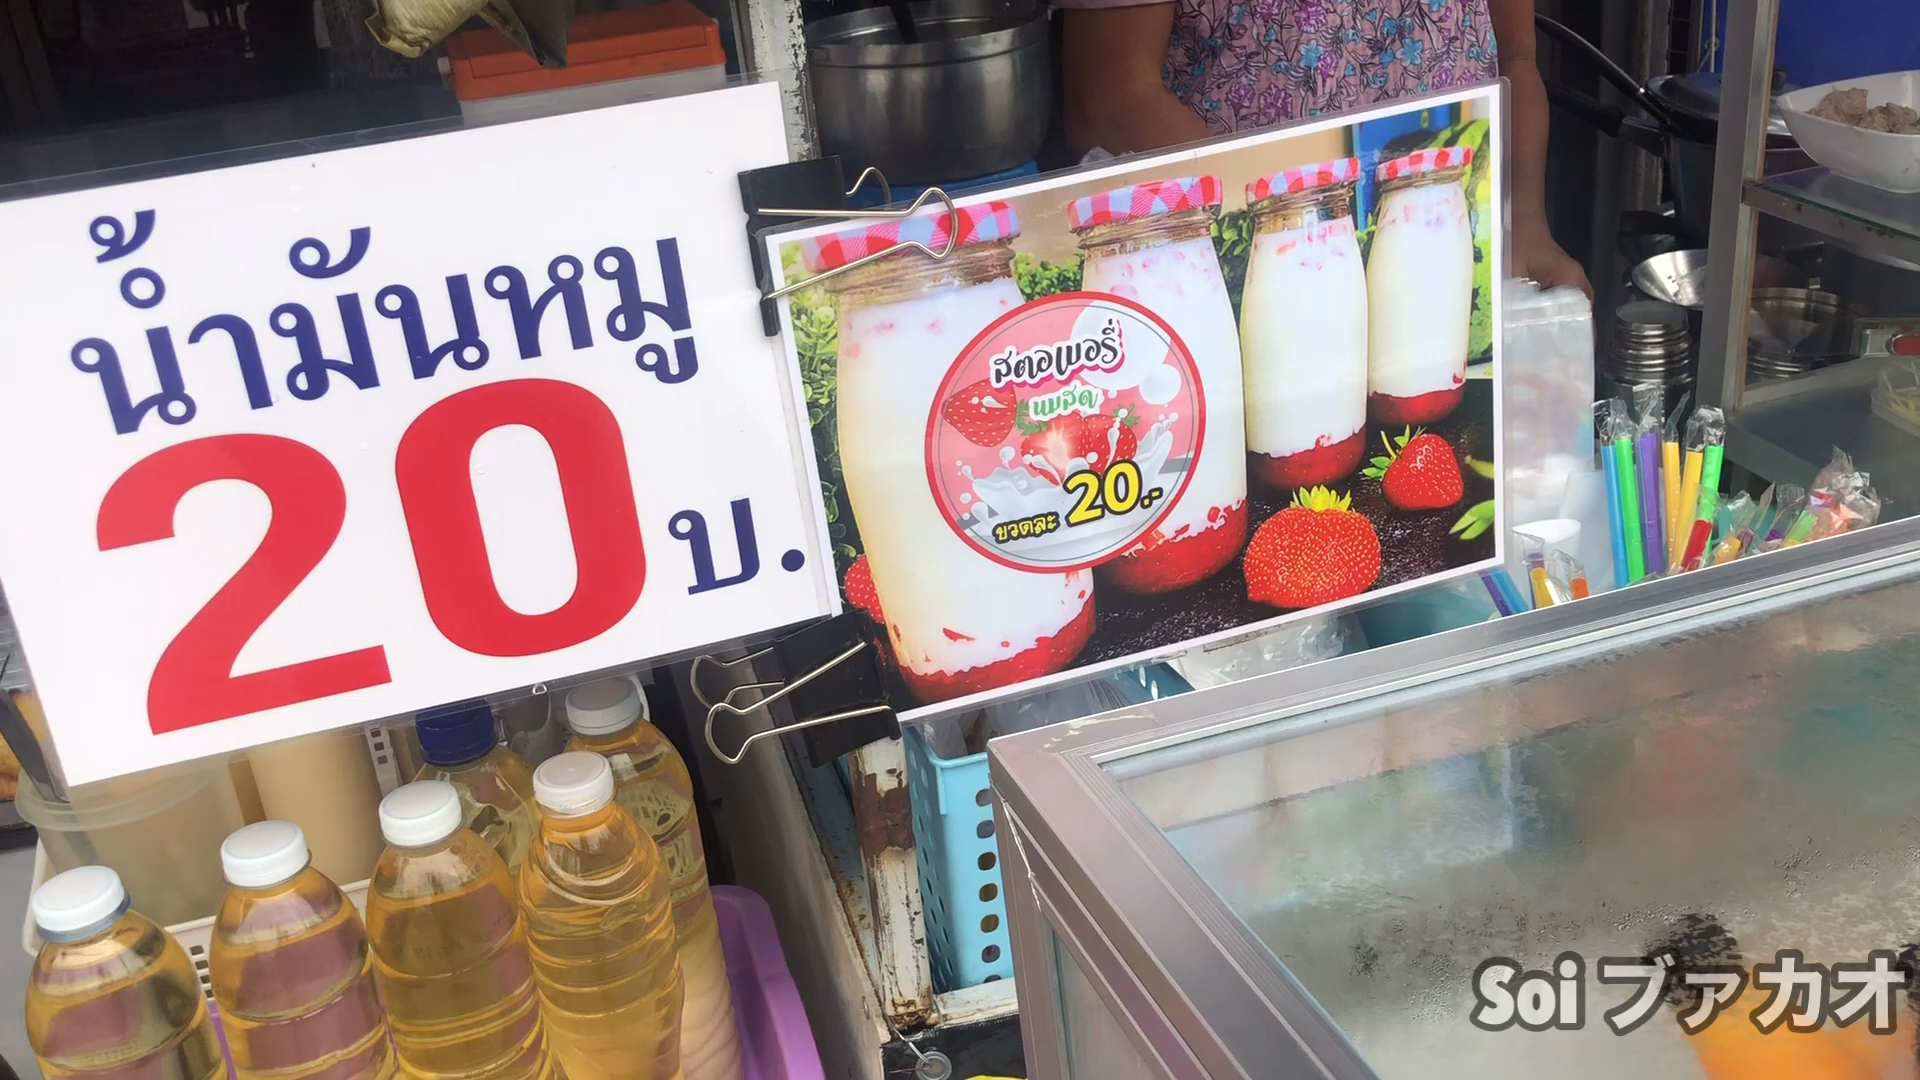 น้ำมันหมู
20 บ.
สตอเบอรี่
นมสด
ขวดละ 20.-
Soi ブァカオ